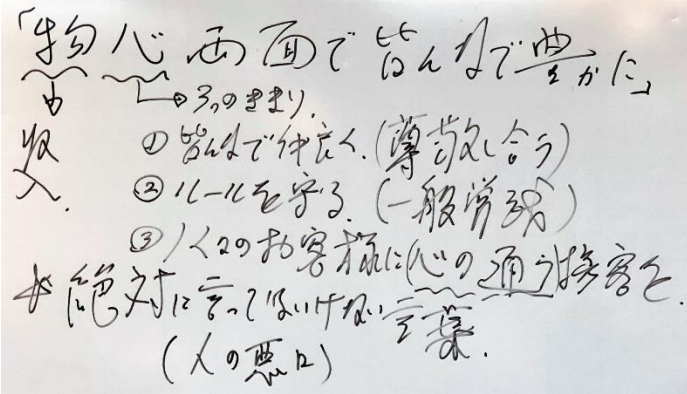 「物心両面で皆んなで豊かに」
↓ 収入.
→3つのきまり.
① 皆んなで仲良く.(尊敬し合う)
② ルールを守る.(一般常識)
③ 人々のお客様に(心の通う)接客を.
絶対に言ってはいけない言葉.
(人の悪口)